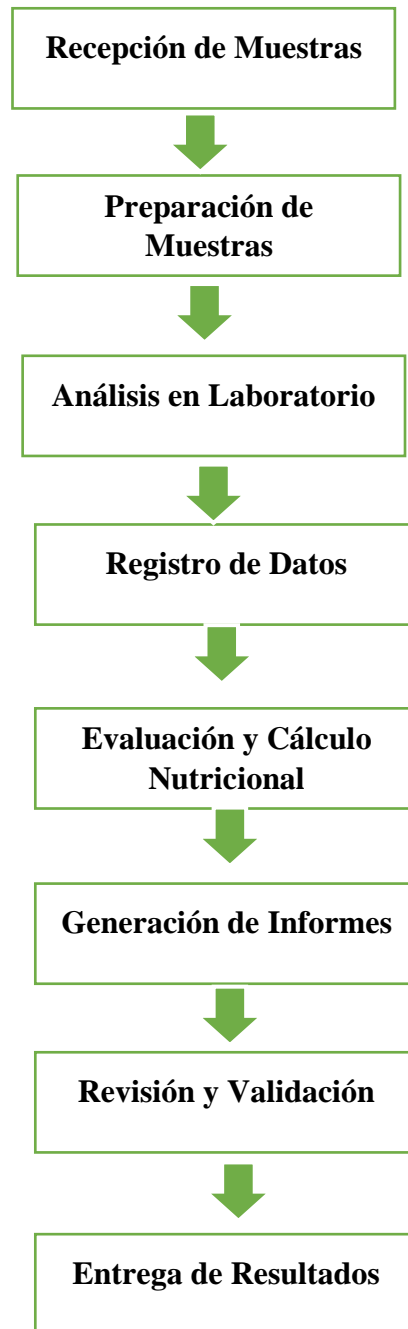 Recepción de Muestras
Preparación de
Muestras
Análisis en Laboratorio
Registro de Datos
Evaluación y Cálculo
Nutricional
Generación de Informes
Revisión y Validación
Entrega de Resultados